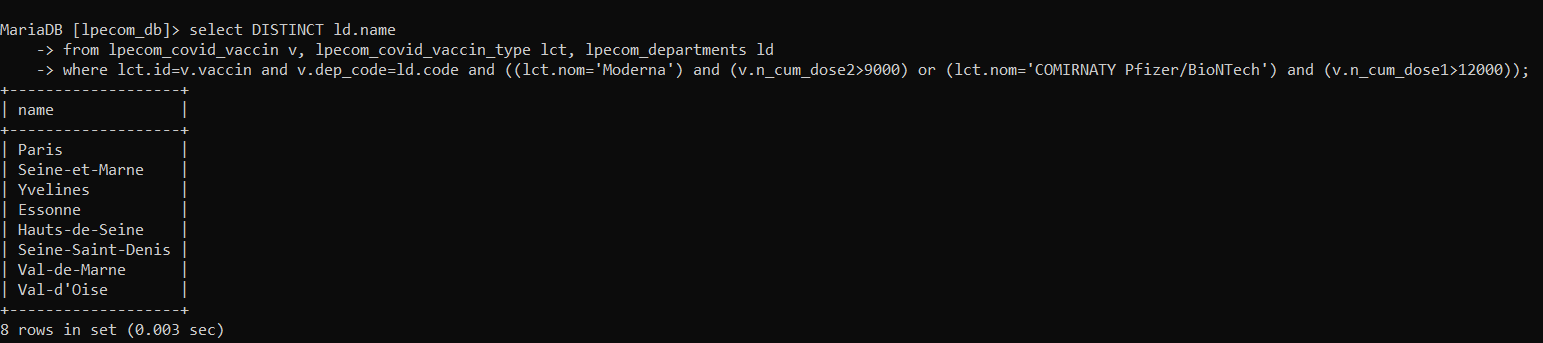 MariaDB [lpecom_db]> select DISTINCT ld.name
    -> from lpecom_covid_vaccin v, lpecom_covid_vaccin_type lct, lpecom_departments ld
    -> where lct.id=v.vaccin and v.dep_code=ld.code and ((lct.nom='Moderna') and (v.n_cum_dose2>9000) or (lct.nom='COMIRNATY Pfizer/BioNTech') and (v.n_cum_dose1>12000));
+-------------------+
| name              |
+-------------------+
| Paris             |
| Seine-et-Marne    |
| Yvelines          |
| Essonne           |
| Hauts-de-Seine    |
| Seine-Saint-Denis |
| Val-de-Marne      |
| Val-d'Oise        |
+-------------------+
8 rows in set (0.003 sec)